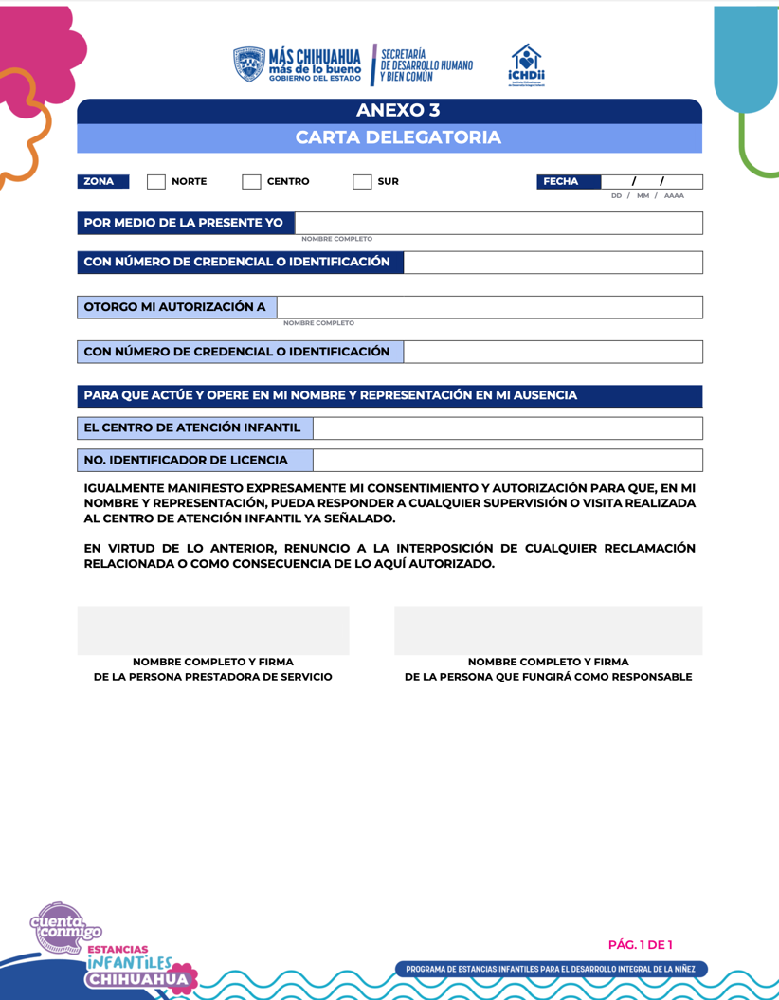 MÁS CHIHUAHUA
más de lo bueno
GOBIERNO DEL ESTADO
SECRETARÍA
DE DESARROLLO HUMANO
Y BIEN COMÚN
iCHDii
ANEXO 3
CARTA DELEGATORIA
ZONA NORTE CENTRO SUR FECHA / /
DD / MM / AAAA
POR MEDIO DE LA PRESENTE YO
NOMBRE COMPLETO
CON NÚMERO DE CREDENCIAL O IDENTIFICACIÓN
OTORGO MI AUTORIZACIÓN A
NOMBRE COMPLETO
CON NÚMERO DE CREDENCIAL O IDENTIFICACIÓN
PARA QUE ACTÚE Y OPERE EN MI NOMBRE Y REPRESENTACIÓN EN MI AUSENCIA
EL CENTRO DE ATENCIÓN INFANTIL
NO. IDENTIFICADOR DE LICENCIA
IGUALMENTE MANIFIESTO EXPRESAMENTE MI CONSENTIMIENTO Y AUTORIZACIÓN PARA QUE, EN MI
NOMBRE Y REPRESENTACIÓN, PUEDA RESPONDER A CUALQUIER SUPERVISIÓN O VISITA REALIZADA
AL CENTRO DE ATENCIÓN INFANTIL YA SEÑALADO.
EN VIRTUD DE LO ANTERIOR, RENUNCIO A LA INTERPOSICIÓN DE CUALQUIER RECLAMACIÓN
RELACIONADA O COMO CONSECUENCIA DE LO AQUÍ AUTORIZADO.
NOMBRE COMPLETO Y FIRMA
DE LA PERSONA PRESTADORA DE SERVICIO
NOMBRE COMPLETO Y FIRMA
DE LA PERSONA QUE FUNGIRÁ COMO RESPONSABLE
cuenta
conmigo
ESTANCIAS
iNFANTiLES
CHIHUAHUA
PÁG. 1 DE 1
PROGRAMA DE ESTANCIAS INFANTILES PARA EL DESARROLLO INTEGRAL DE LA NIÑEZ